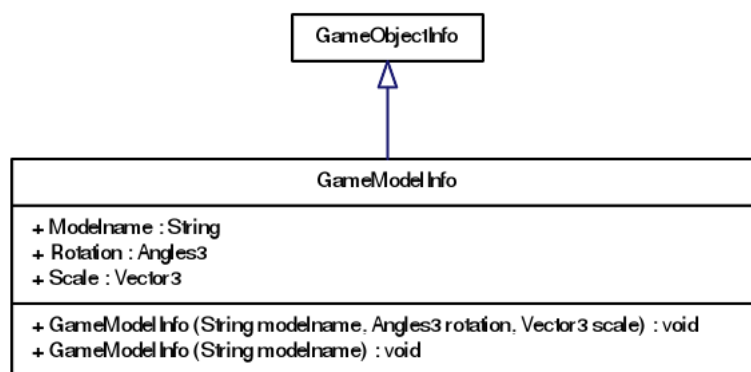 GameObjectInfo
GameModelInfo
+ Modelname : String
+ Rotation : Angles3
+ Scale : Vector3
+ GameModelInfo (String modelname, Angles3 rotation, Vector3 scale) : void
+ GameModelInfo (String modelname) : void